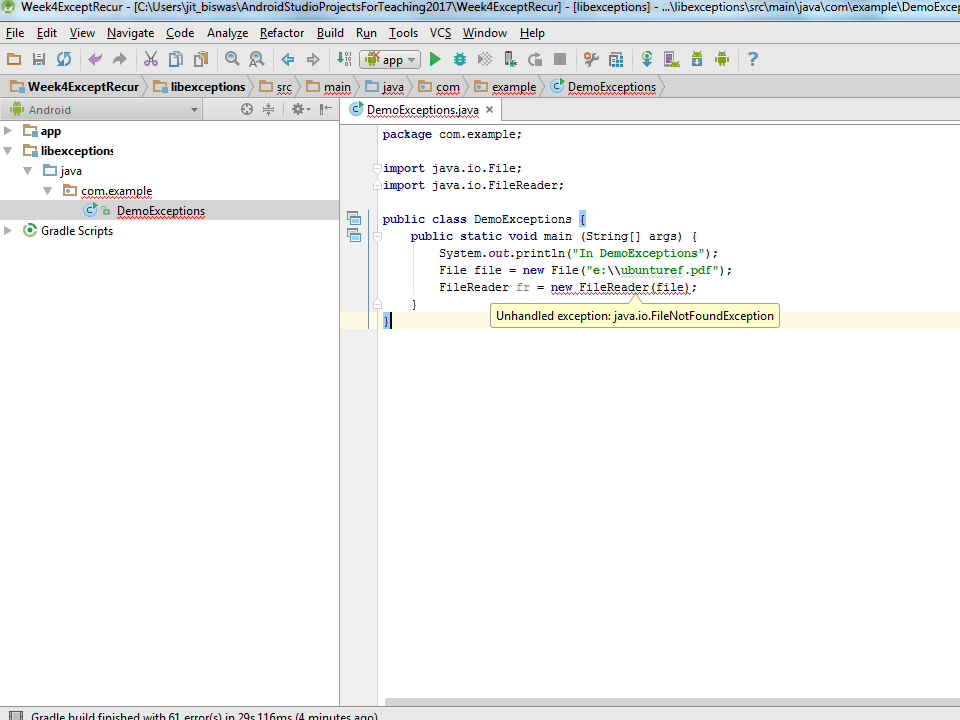 Week4ExceptRecur - [C:\Users\jit_biswas\AndroidStudioProjectsForTeaching2017\Week4ExceptRecur] - [libexceptions] - ...\libexceptions\src\main\java\com\example\DemoExcep
File Edit View Navigate Code Analyze Refactor Build Run Tools VCS Window Help
app
Week4ExceptRecur libexceptions src main java com example DemoExceptions
Android
DemoExceptions.java
app
libexceptions
java
com.example
DemoExceptions
Gradle Scripts
package com.example;
import java.io.File;
import java.io.FileReader;
public class DemoExceptions {
public static void main (String[] args) {
System.out.println("In DemoExceptions");
File file = new File("e:\\ubunturef.pdf");
FileReader fr = new FileReader(file);
}
Unhandled exception: java.io.FileNotFoundException
}
Gradle build finished with 61 error(s) in 29s 116ms (4 minutes ago)